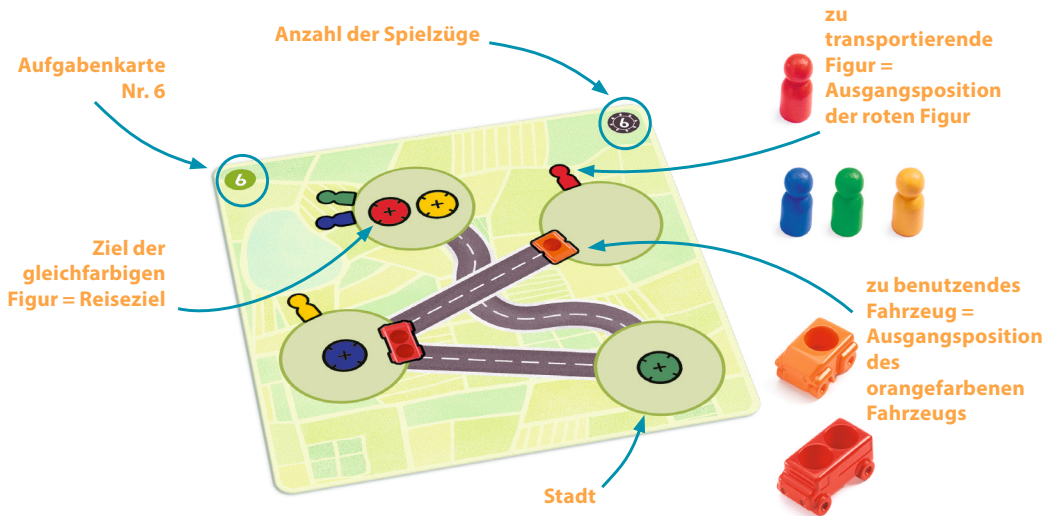 Anzahl der Spielzüge
Aufgabenkarte
Nr. 6
zu
transportierende
Figur =
Ausgangsposition
der roten Figur
6
6
Ziel der
gleichfarbigen
Figur = Reiseziel
zu benutzendes
Fahrzeug =
Ausgangsposition
des
orangefarbenen
Fahrzeugs
Stadt